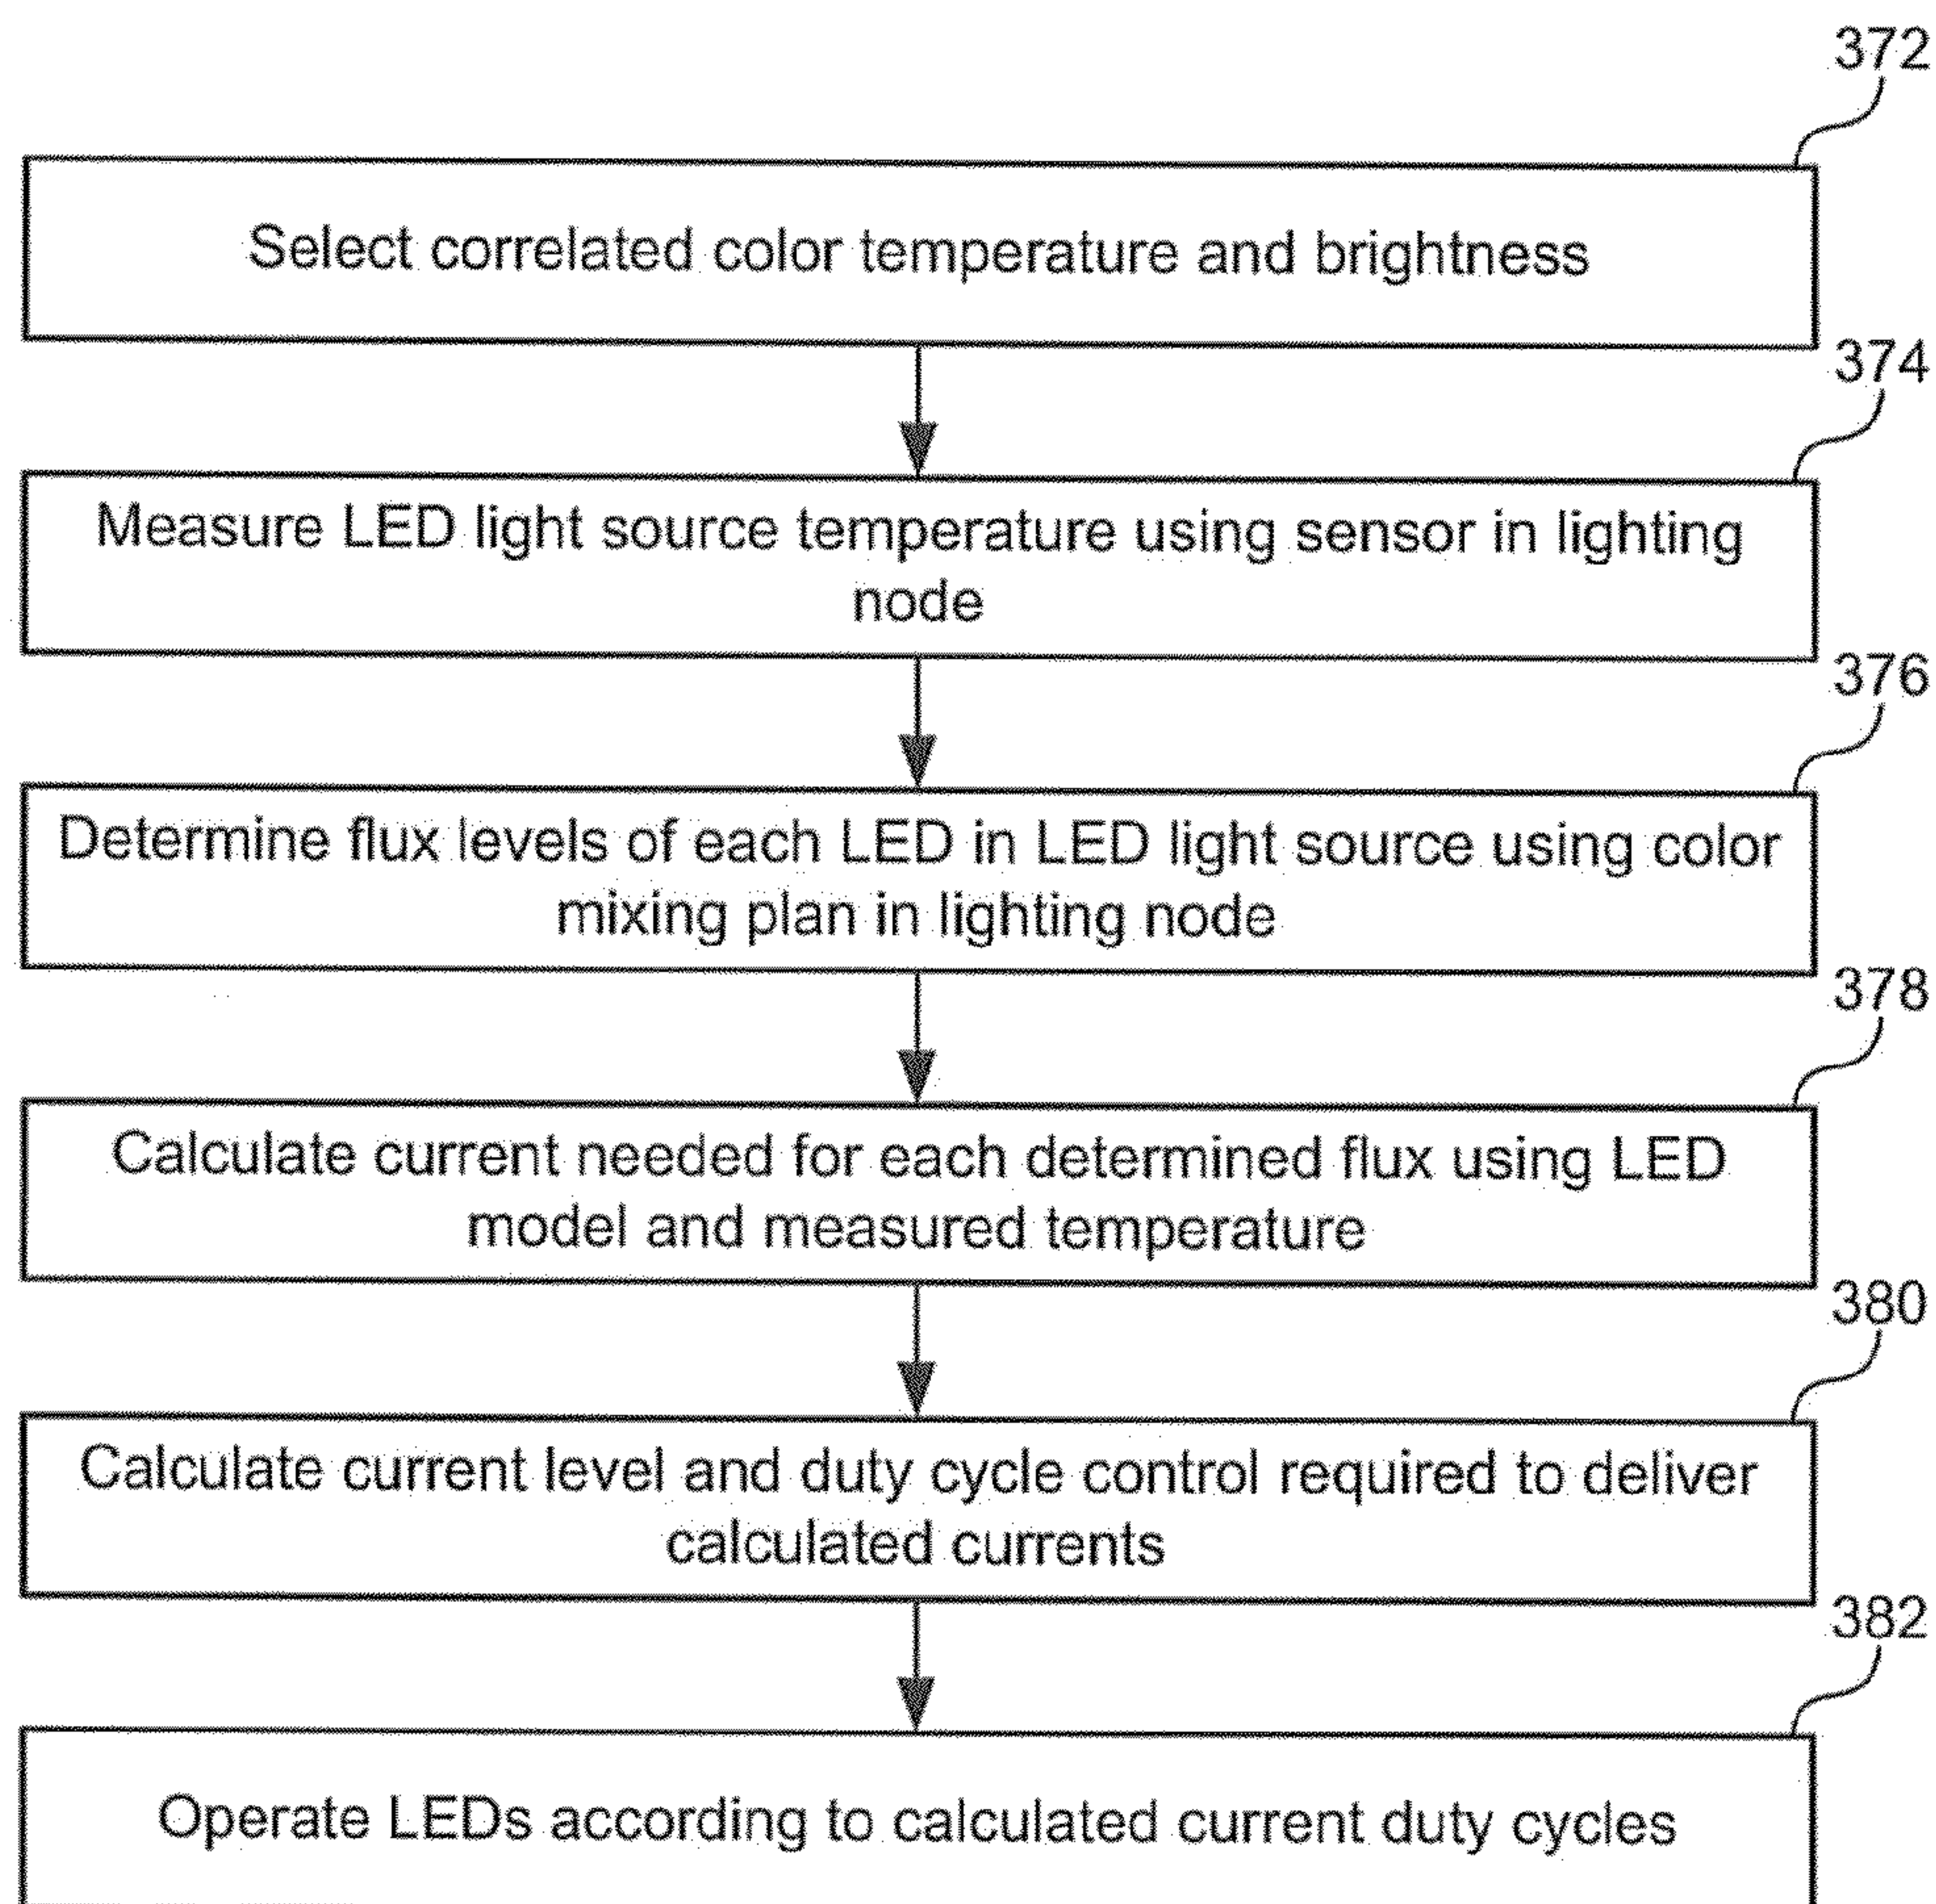 372
Select correlated color temperature and brightness
374
Measure LED light source temperature using sensor in lighting
node
376
Determine flux levels of each LED in LED light source using color
mixing plan in lighting node
378
Calculate current needed for each determined flux using LED
model and measured temperature
380
Calculate current level and duty cycle control required to deliver
calculated currents
382
Operate LEDs according to calculated current duty cycles